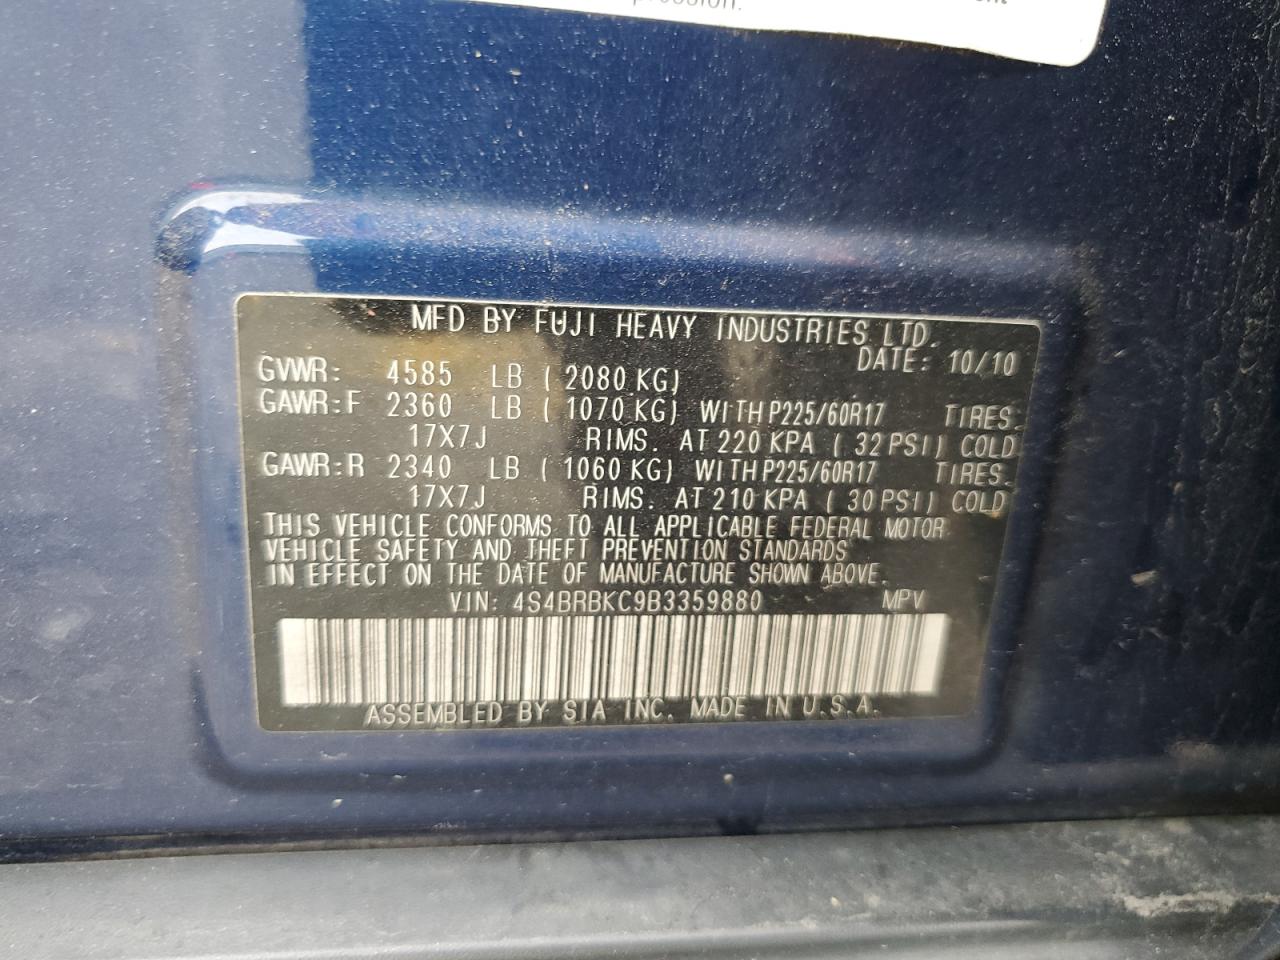 MFD BY FUJI HEAVY INDUSTRIES LTD.
DATE: 10/10
GVWR: 4585 LB ( 2080 KG)
GAWR:F 2360 LB ( 1070 KG) WITH P225/60R17 TIRES.
17X7J RIMS. AT 220 KPA ( 32 PSI) COLD
GAWR:R 2340 LB ( 1060 KG) WITH P225/60R17 TIRES.
17X7J RIMS. AT 210 KPA ( 30 PSI) COLD
THIS VEHICLE CONFORMS TO ALL APPLICABLE FEDERAL MOTOR
VEHICLE SAFETY AND THEFT PREVENTION STANDARDS
IN EFFECT ON THE DATE OF MANUFACTURE SHOWN ABOVE.
VIN: 4S4BRBKC9B3359880 MPV
ASSEMBLED BY SIA INC. MADE IN U.S.A.